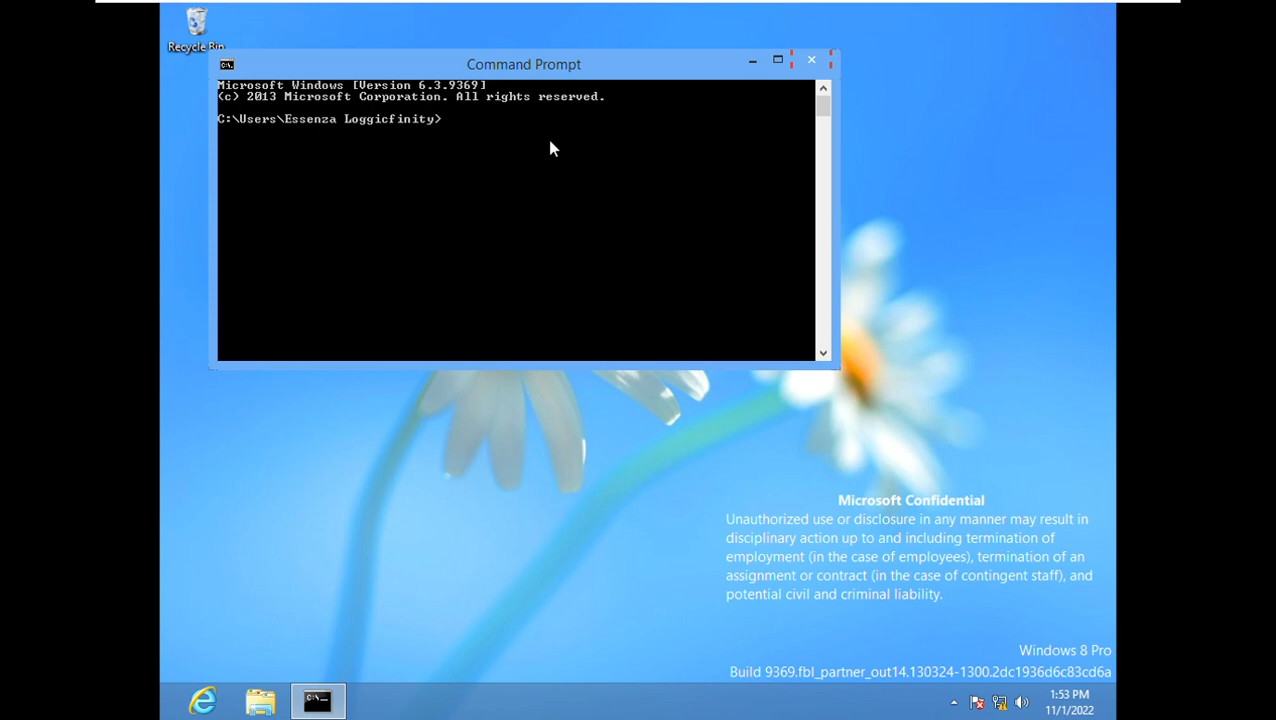 Recycle Bin
Command Prompt
Microsoft Windows [Version 6.3.9369]
(c) 2013 Microsoft Corporation. All rights reserved.
C:\Users\Essenza Loggicfinity>
Microsoft Confidential
Unauthorized use or disclosure in any manner may result in
disciplinary action up to and including termination of
employment (in the case of employees), termination of an
assignment or contract (in the case of contingent staff), and
potential civil and criminal liability.
Windows 8 Pro
Build 9369.fbl_partner_out14.130324-1300.2dc1936d6c83cd6a
1:53 PM
11/1/2022